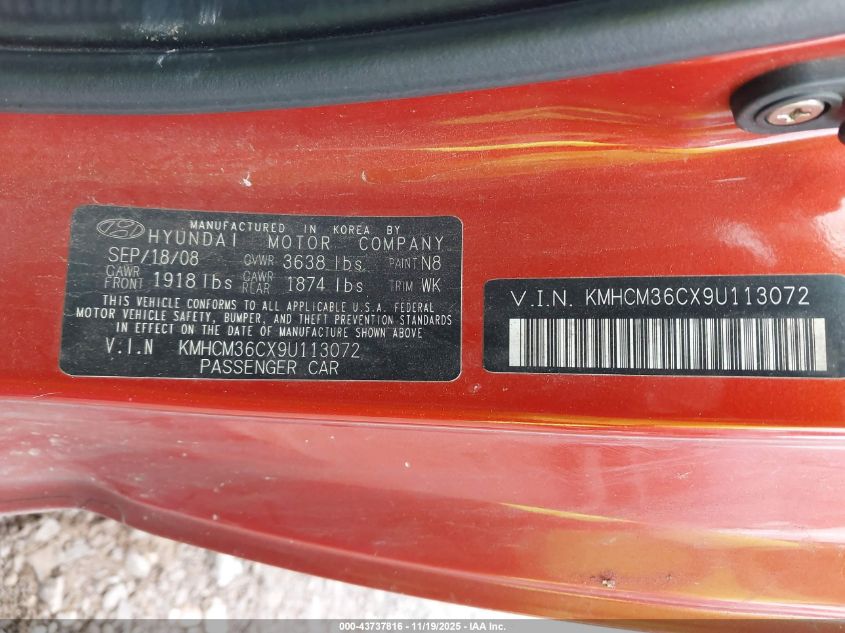 MANUFACTURED IN KOREA BY
HYUNDAI MOTOR COMPANY
SEP/18/08 GVWR 3638 lbs PAINT N8
GAWR FRONT 1918 lbs GAWR REAR 1874 lbs TRIM WK
THIS VEHICLE CONFORMS TO ALL APPLICABLE U.S.A. FEDERAL
MOTOR VEHICLE SAFETY, BUMPER, AND THEFT PREVENTION STANDARDS
IN EFFECT ON THE DATE OF MANUFACTURE SHOWN ABOVE
V.I.N KMHCM36CX9U113072
PASSENGER CAR
V.I.N. KMHCM36CX9U113072
000-43737816 - 11/19/2025 - IAA Inc.